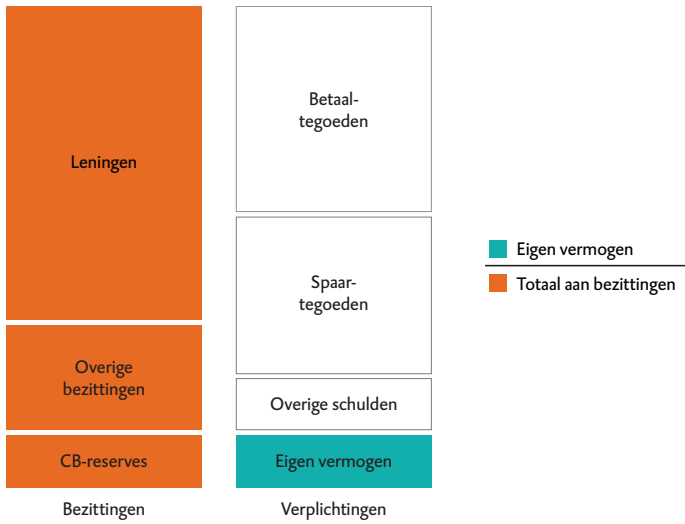 Leningen
Overige
bezittingen
CB-reserves
Bezittingen
Betaal-
tegoeden
Spaar-
tegoeden
Overige schulden
Eigen vermogen
Verplichtingen
Eigen vermogen
Totaal aan bezittingen